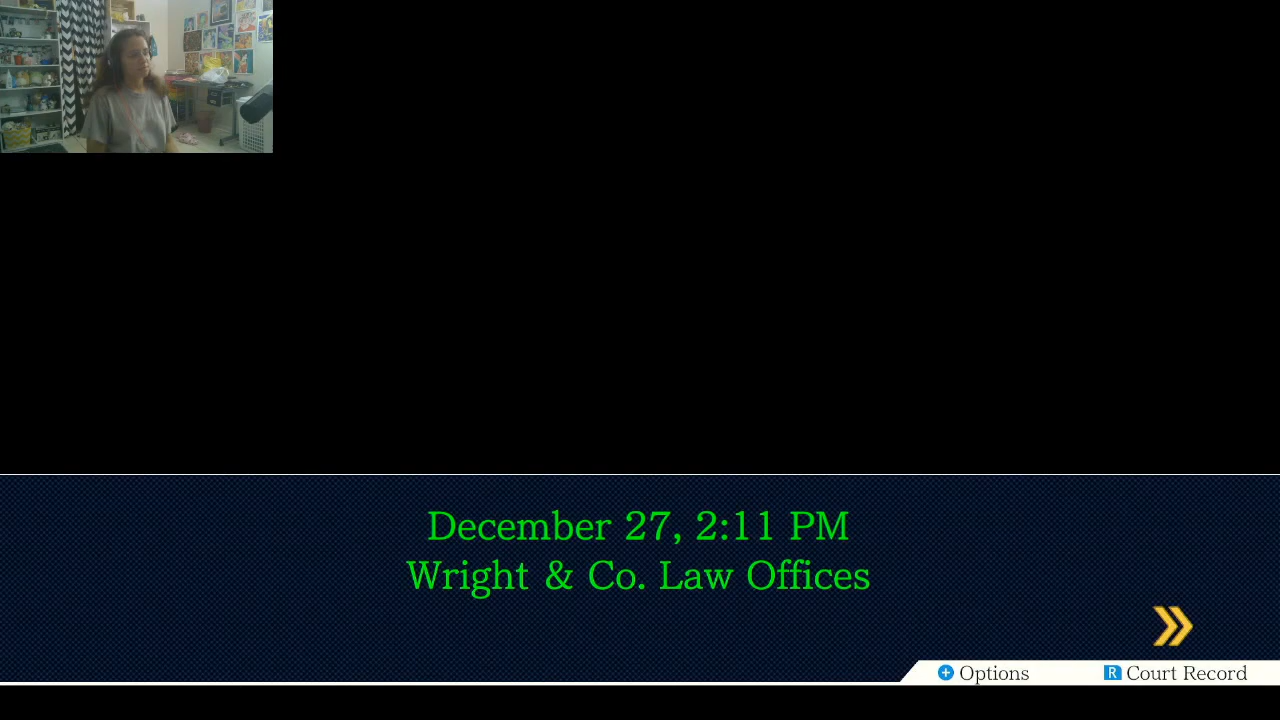 December 27, 2:11 PM
Wright & Co. Law Offices
+ Options
R Court Record